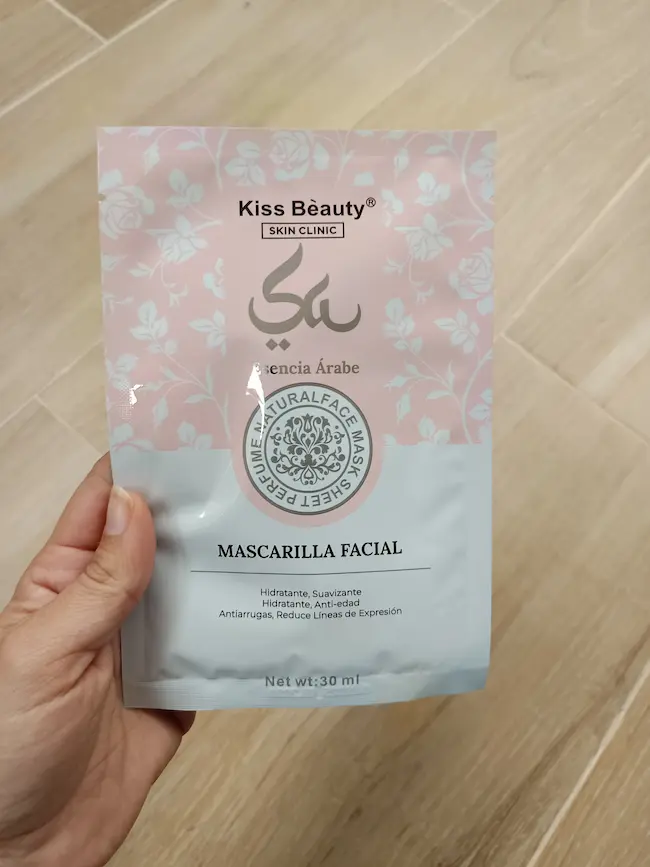 Kiss Bèauty®
SKIN CLINIC
Esencia Árabe
NATURALFACE MASK SHEET PERFUME
MASCARILLA FACIAL
Hidratante, Suavizante
Hidratante, Anti-edad
Antiarrugas, Reduce Líneas de Expresión
Net wt:30 ml